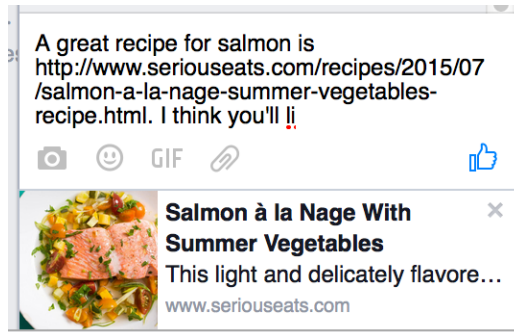 A great recipe for salmon is
http://www.seriouseats.com/recipes/2015/07
/salmon-a-la-nage-summer-vegetables-
recipe.html. I think you'll li
GIF
Salmon à la Nage With
Summer Vegetables
This light and delicately flavore...
www.seriouseats.com